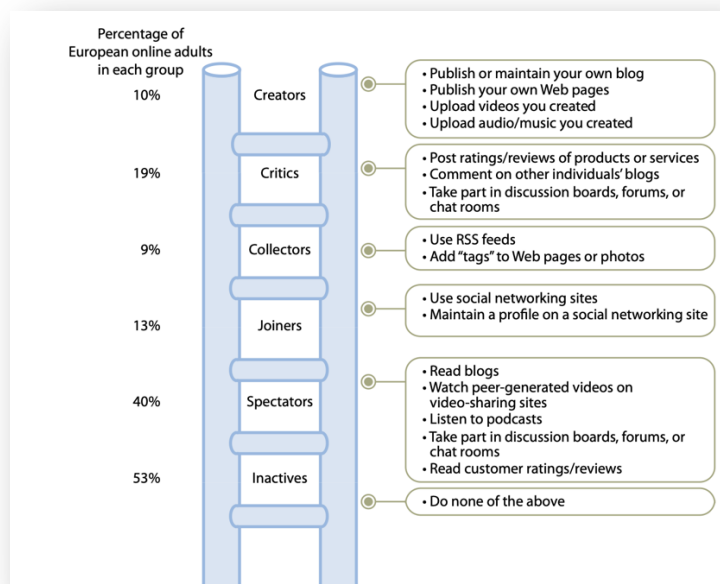 Percentage of
European online adults
in each group
10%
Creators
• Publish or maintain your own blog
• Publish your own Web pages
• Upload videos you created
• Upload audio/music you created
19%
Critics
• Post ratings/reviews of products or services
• Comment on other individuals’ blogs
• Take part in discussion boards, forums, or
chat rooms
9%
Collectors
• Use RSS feeds
• Add “tags” to Web pages or photos
13%
Joiners
• Use social networking sites
• Maintain a profile on a social networking site
40%
Spectators
• Read blogs
• Watch peer-generated videos on
video-sharing sites
• Listen to podcasts
• Take part in discussion boards, forums, or
chat rooms
• Read customer ratings/reviews
53%
Inactives
• Do none of the above